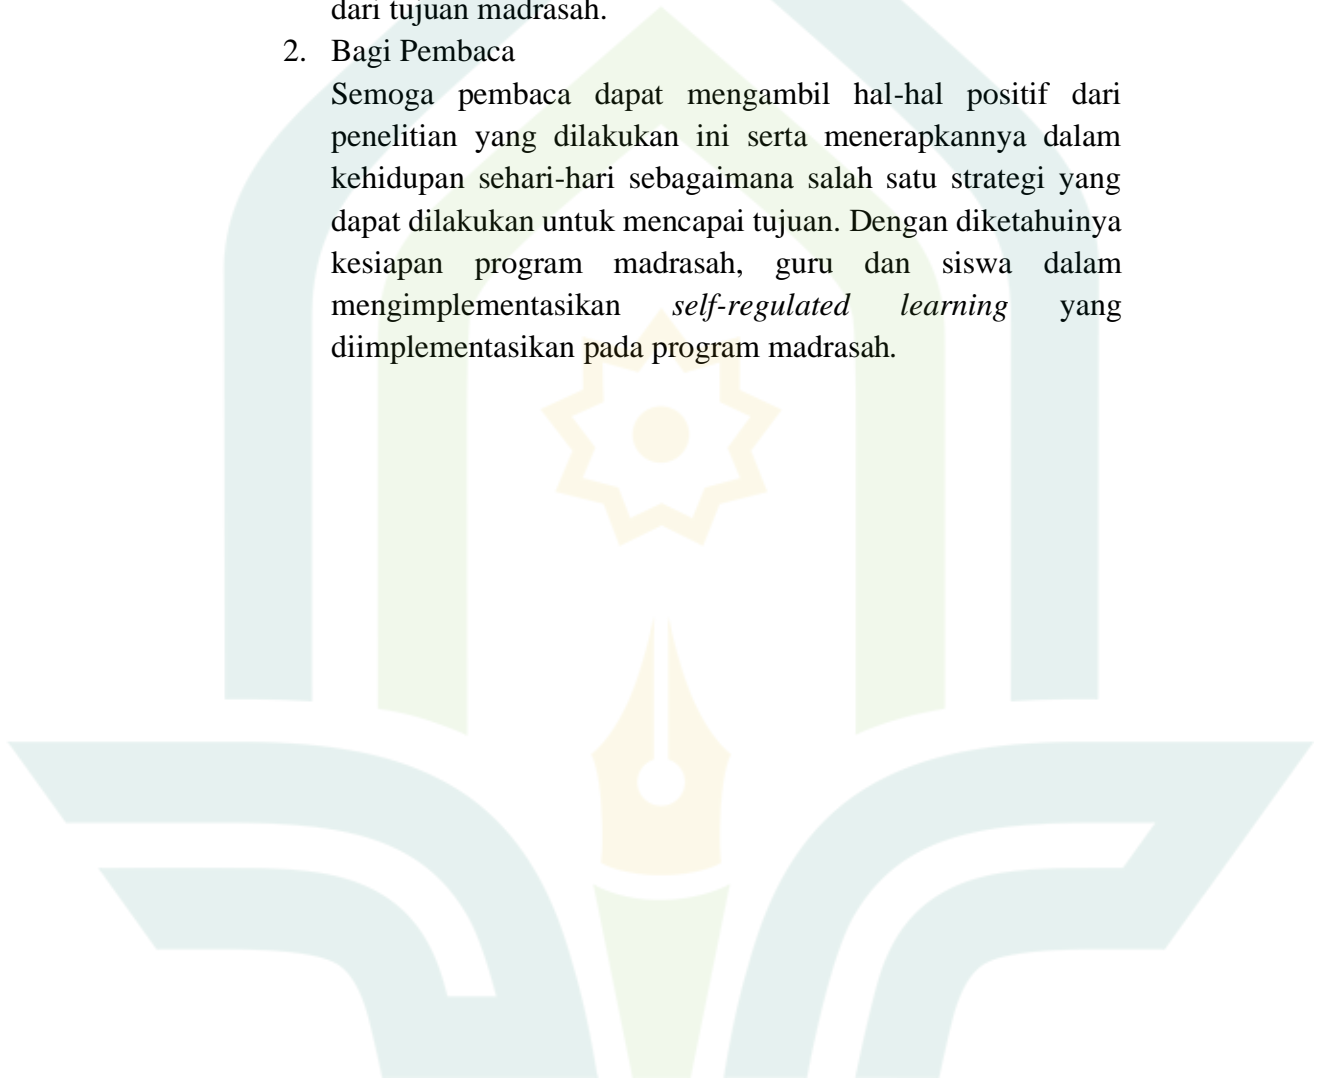 dari tujuan madrasah.
2. Bagi Pembaca
Semoga pembaca dapat mengambil hal-hal positif dari
penelitian yang dilakukan ini serta menerapkannya dalam
kehidupan sehari-hari sebagaimana salah satu strategi yang
dapat dilakukan untuk mencapai tujuan. Dengan diketahuinya
kesiapan program madrasah, guru dan siswa dalam
mengimplementasikan self-regulated learning yang
diimplementasikan pada program madrasah.